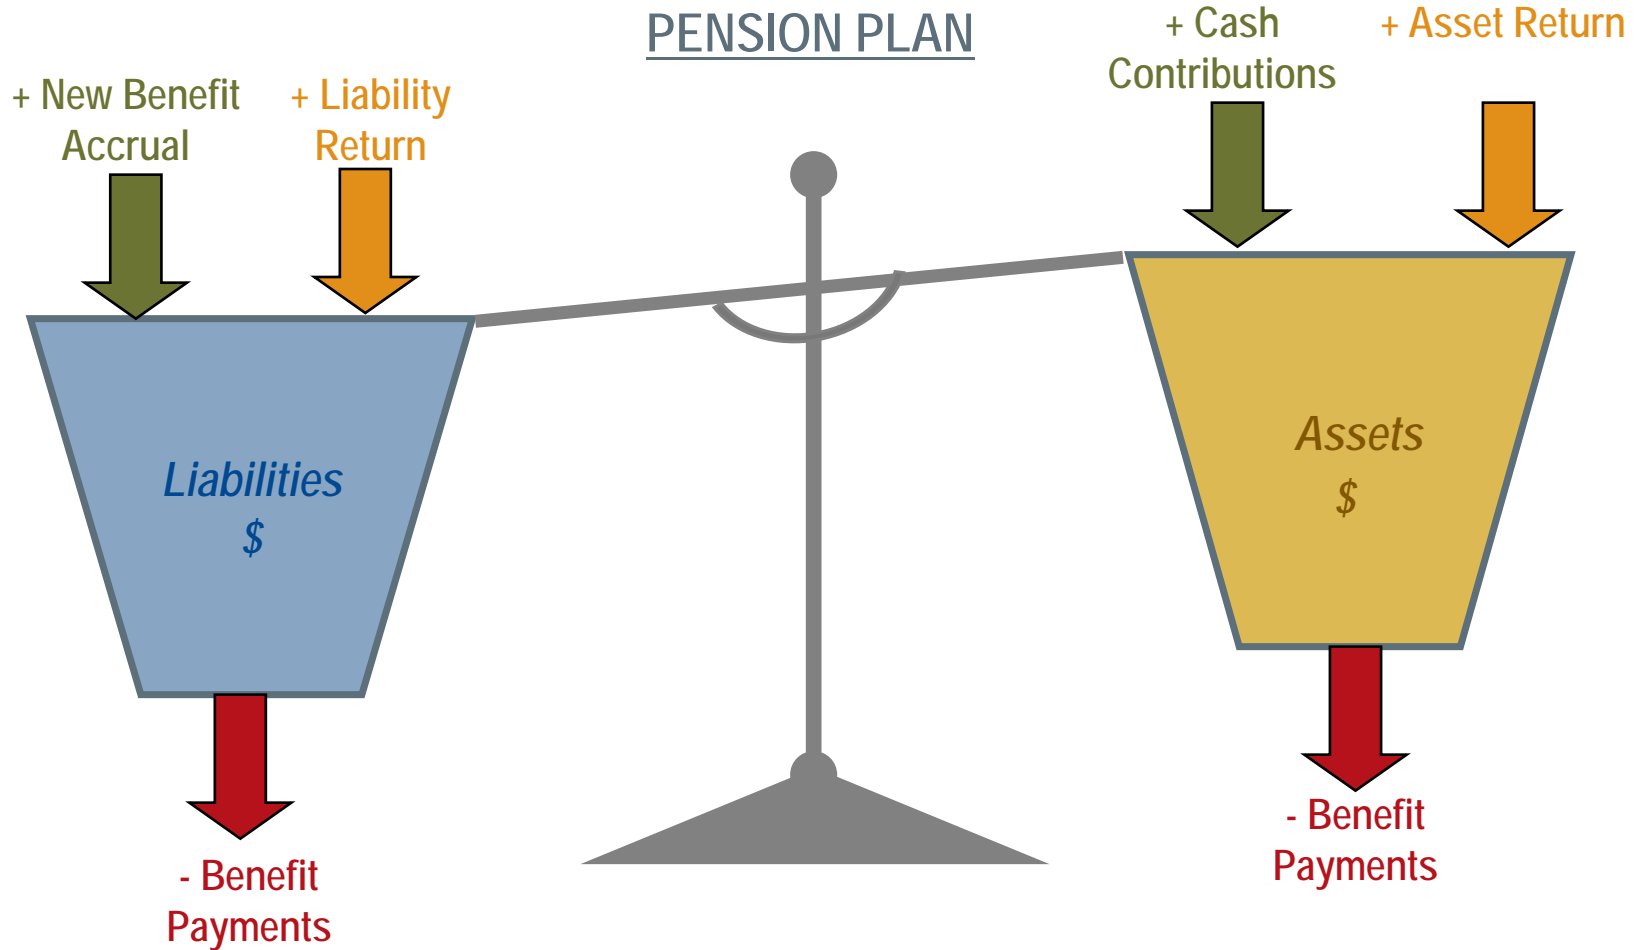 PENSION PLAN
+ New Benefit
Accrual
+ Liability
Return
+ Cash
Contributions
+ Asset Return
Liabilities
$
Assets
$
- Benefit
Payments
- Benefit
Payments